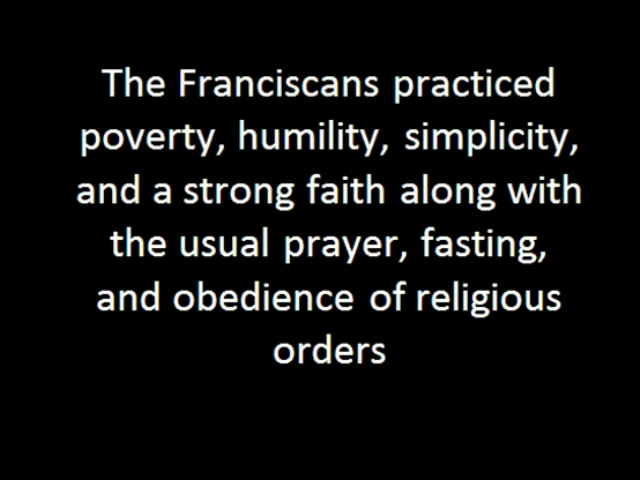 The Franciscans practiced
poverty, humility, simplicity,
and a strong faith along with
the usual prayer, fasting,
and obedience of religious
orders